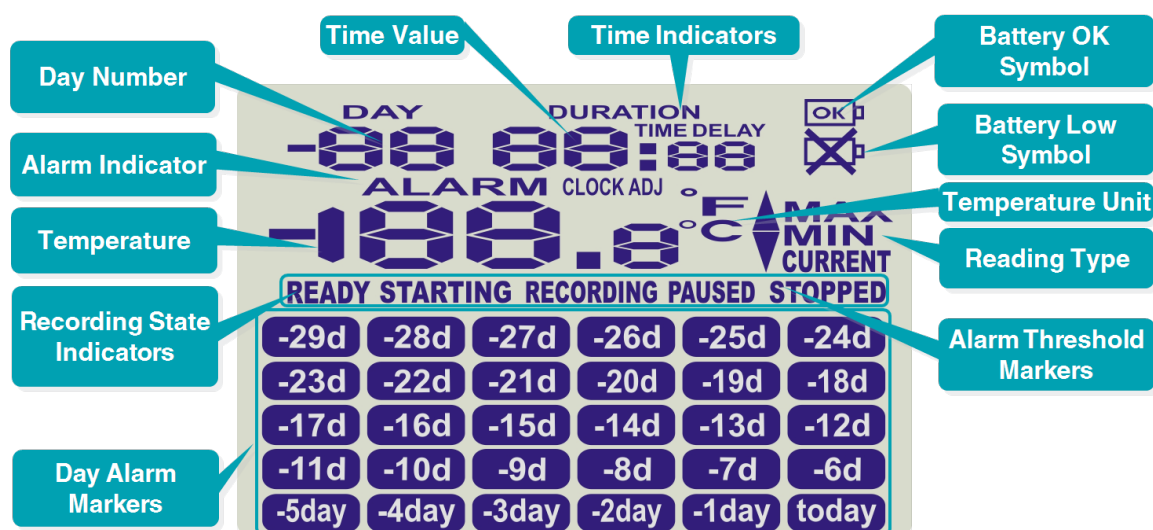 Time Value
Time Indicators
Battery OK
Symbol
Day Number
DAY
DURATION
OK
-88 88:88
TIME DELAY
Battery Low
Symbol
Alarm Indicator
ALARM
CLOCK ADJ
°F
MAX
Temperature Unit
Temperature
-188.8
°C
MIN
Reading Type
CURRENT
READY STARTING RECORDING PAUSED STOPPED
Recording State
Indicators
Alarm Threshold
Markers
-29d -28d -27d -26d -25d -24d
-23d -22d -21d -20d -19d -18d
-17d -16d -15d -14d -13d -12d
-11d -10d -9d -8d -7d -6d
Day Alarm
Markers
-5day -4day -3day -2day -1day today